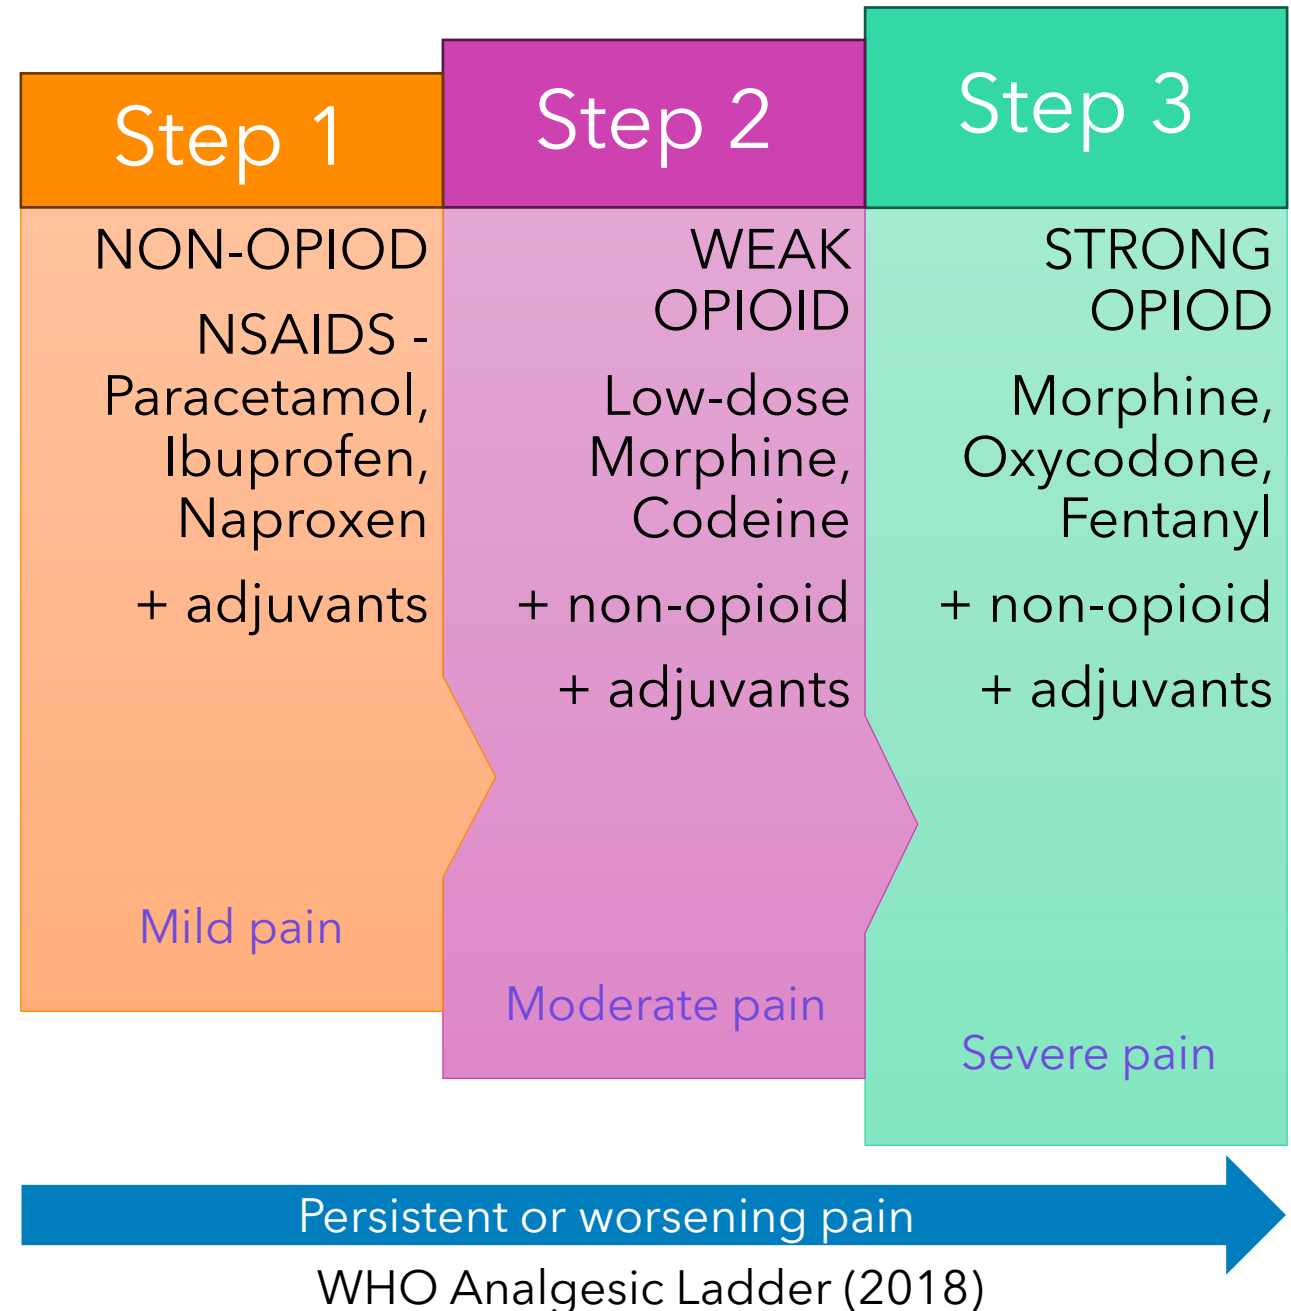 Step 1
NON-OPIOD
NSAIDS -
Paracetamol,
Ibuprofen,
Naproxen
+ adjuvants
Mild pain
Step 2
WEAK
OPIOID
Low-dose
Morphine,
Codeine
+ non-opioid
+ adjuvants
Moderate pain
Step 3
STRONG
OPIOD
Morphine,
Oxycodone,
Fentanyl
+ non-opioid
+ adjuvants
Severe pain
Persistent or worsening pain
WHO Analgesic Ladder (2018)